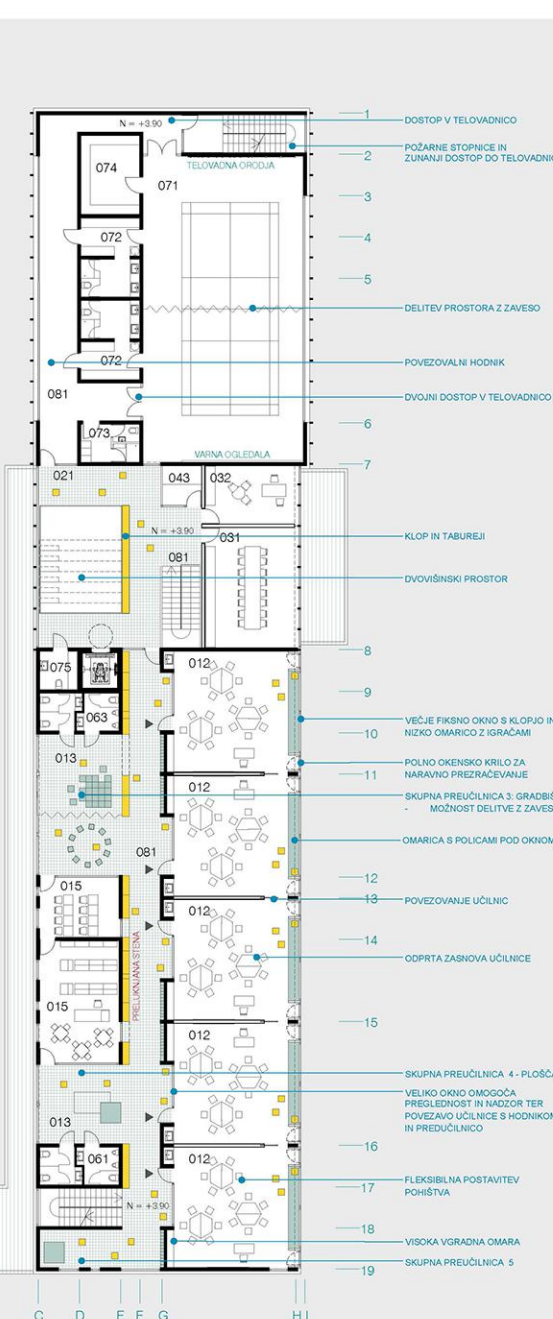 1
N = +3.90
DOSTOP V TELOVADNICO
POŽARNE STOPNICE IN
ZUNANJI DOSTOP DO TELOVADNIC
2
TELOVADNA ORODJA
074
071
3
072
4
5
DELITEV PROSTORA Z ZAVESO
072
POVEZOVALNI HODNIK
081
DVOJNI DOSTOP V TELOVADNICO
6
073
VARNA OGLEDALA
7
021
043
032
N = +3.90
031
KLOP IN TABUREJI
081
DVOVIŠINSKI PROSTOR
8
075
012
9
063
VEČJE FIKSNO OKNO S KLOPJO IN
NIZKO OMARICO Z IGRAČAMI
10
013
POLNO OKENSKO KRILO ZA
NARAVNO PREZRAČEVANJE
11
012
SKUPNA PREUČILNICA 3: GRADBIŠ
- MOŽNOST DELITVE Z ZAVES
OMARICA S POLICAMI POD OKNOM
081
12
015
13
POVEZOVANJE UČILNIC
012
14
PRELUKNJANA STENA
ODPRTA ZASNOVA UČILNICE
015
15
012
SKUPNA PREUČILNICA 4 - PLOŠČA
VELIKO OKNO OMOGOČA
PREGLEDNOST IN NADZOR TER
POVEZAVO UČILNICE S HODNIKOM
IN PREDUČILNICO
013
16
061
012
FLEKSIBILNA POSTAVITEV
POHIŠTVA
17
N = +3.90
18
VISOKA VGRADNA OMARA
SKUPNA PREUČILNICA 5
19
C D E F G H I